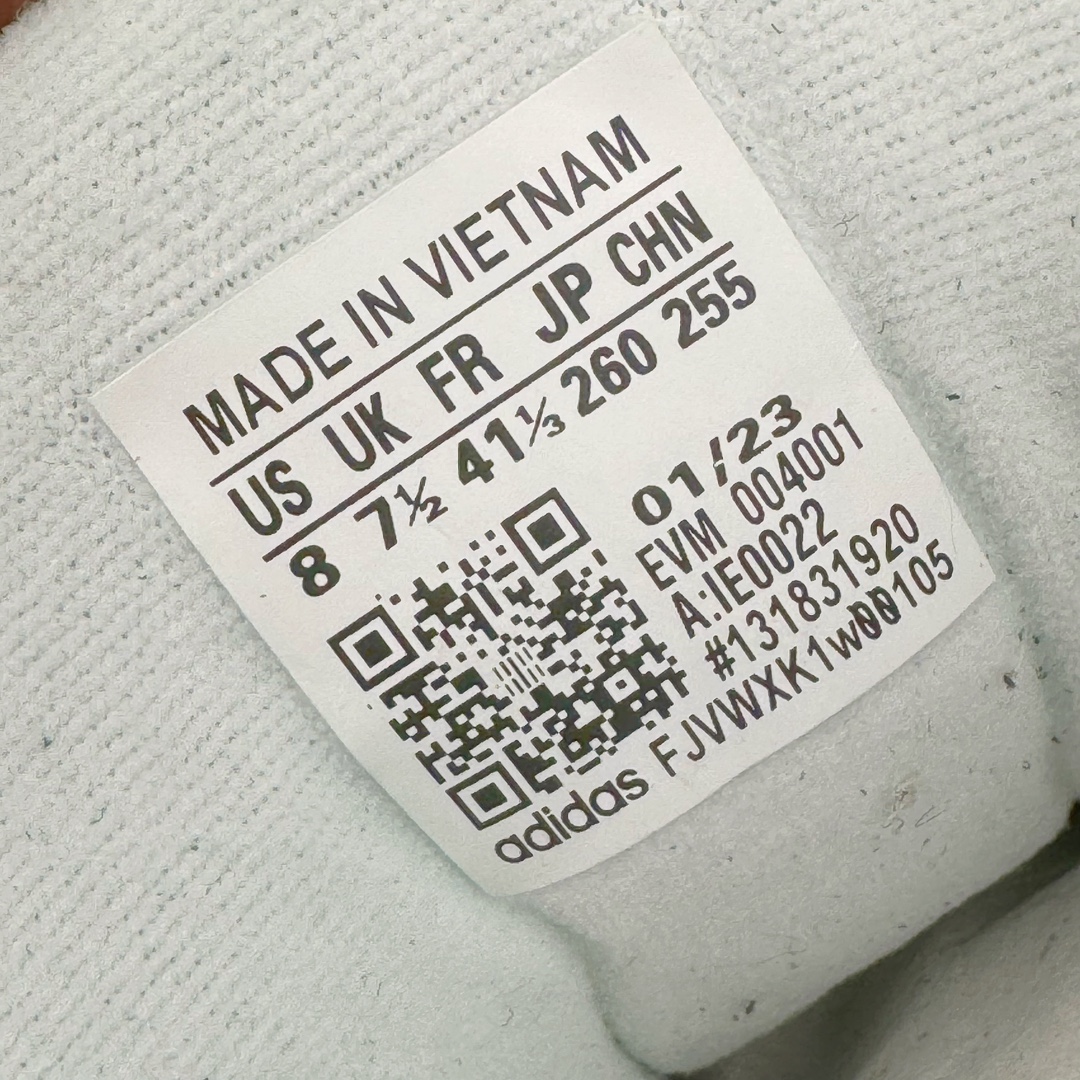 MADE IN VIETNAM
US UK FR JP CHN
8 7½ 41⅓ 260 255
01/23
EVM 004001
A:IE0022
#131831920
adidas FJVWXK1w00105